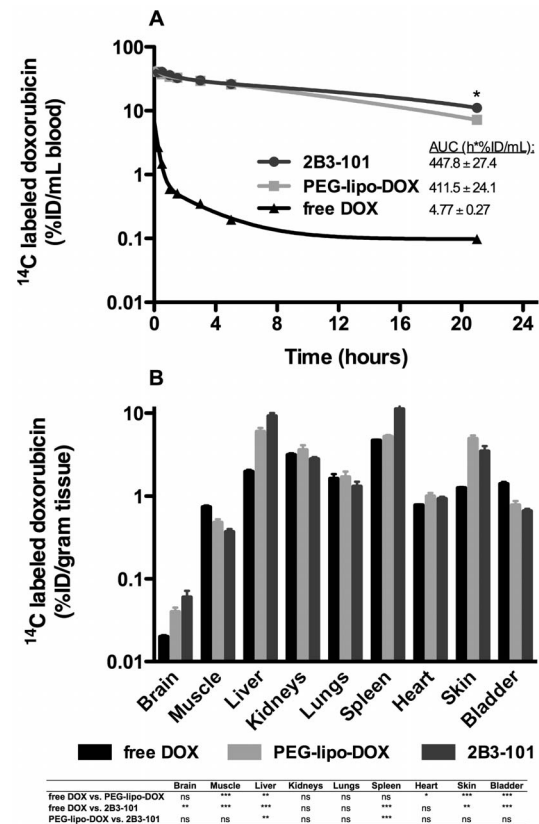 A
¹⁴C labeled doxorubicin
(%ID/mL blood)
100
10
1
0.1
0.01
*
AUC (h*%ID/mL):
2B3-101 447.8 ± 27.4
PEG-lipo-DOX 411.5 ± 24.1
free DOX 4.77 ± 0.27
0 4 8 12 16 20 24
Time (hours)
B
¹⁴C labeled doxorubicin
(%ID/gram tissue)
10
1
0.1
0.01
Brain Muscle Liver Kidneys Lungs Spleen Heart Skin Bladder
free DOX PEG-lipo-DOX 2B3-101
Brain Muscle Liver Kidneys Lungs Spleen Heart Skin Bladder
free DOX vs. PEG-lipo-DOX ns *** ** ns ns ns * *** ***
free DOX vs. 2B3-101 ** *** *** ns ns *** ns ** ***
PEG-lipo-DOX vs. 2B3-101 ns ns ** ns ns *** ns ns ns